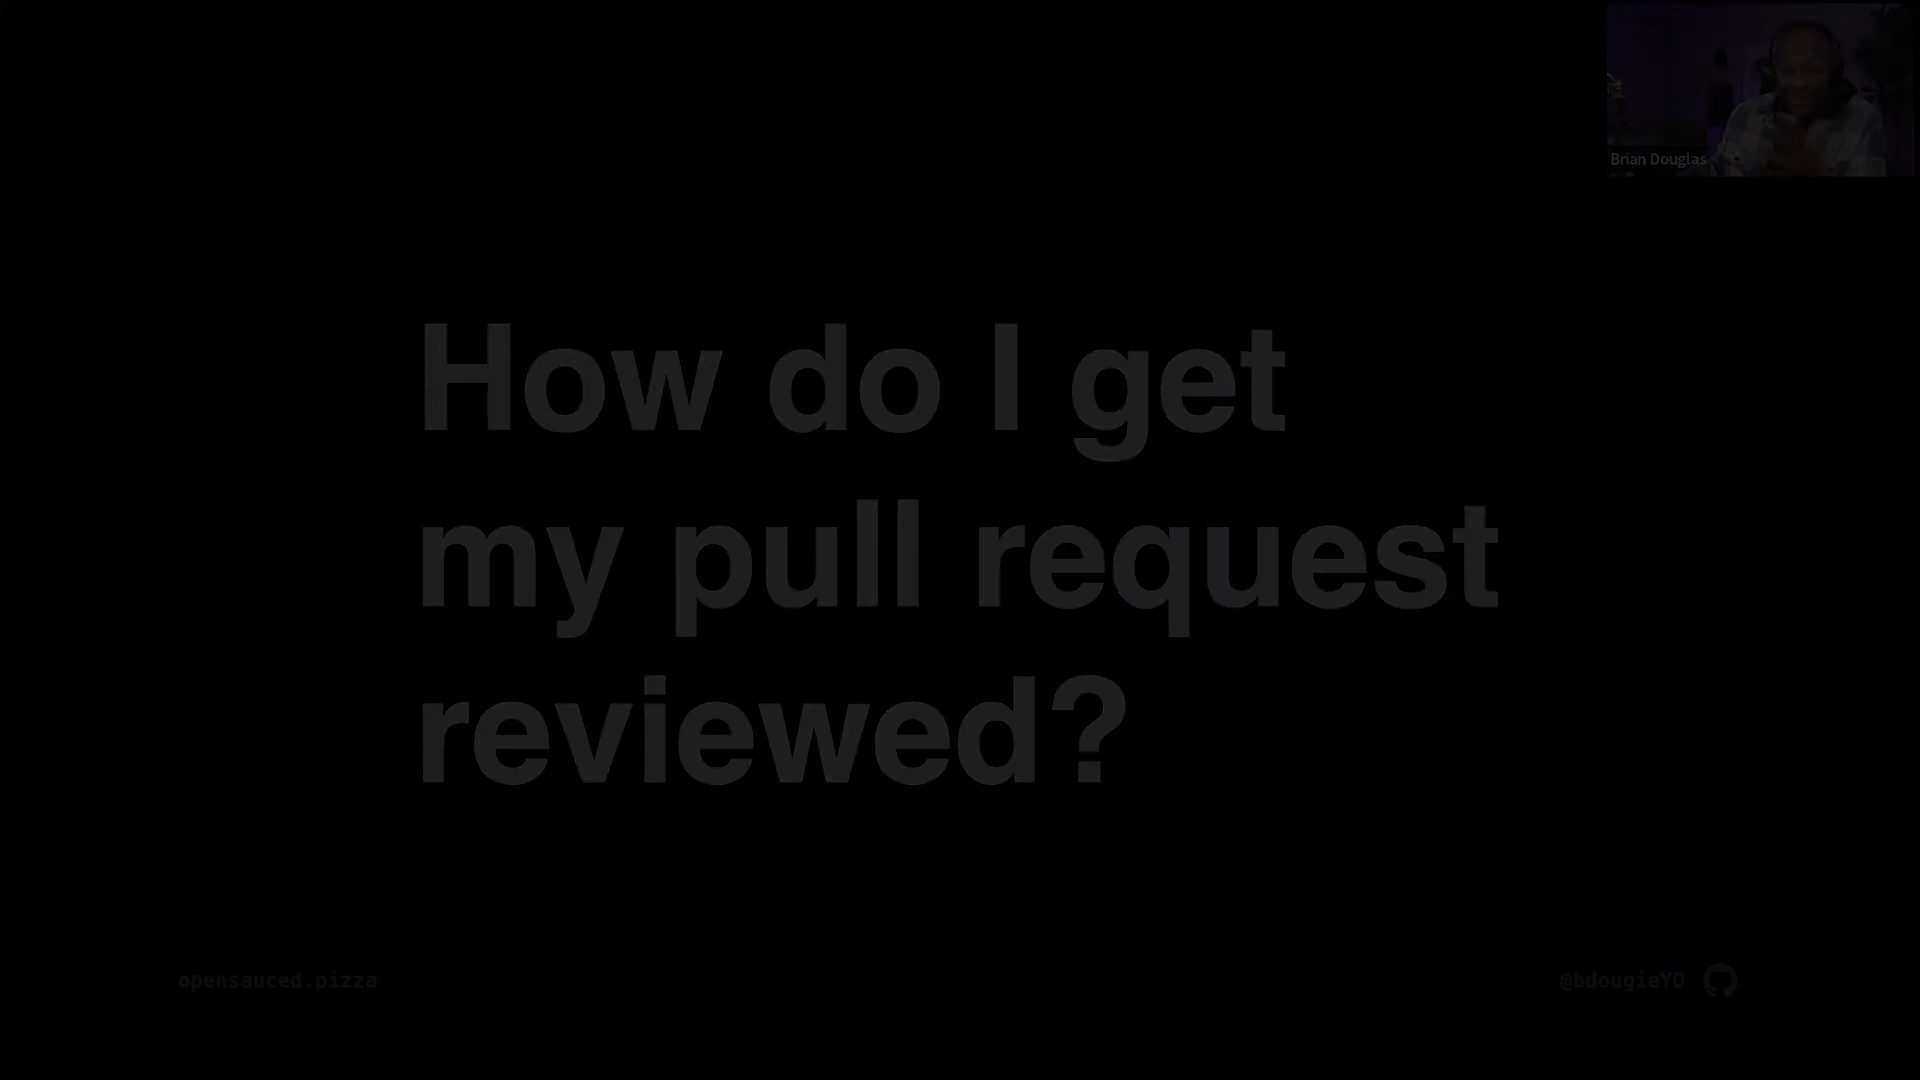 Brian Douglas
How do I get
my pull request
reviewed?
opensauced.pizza
@bdougieYO